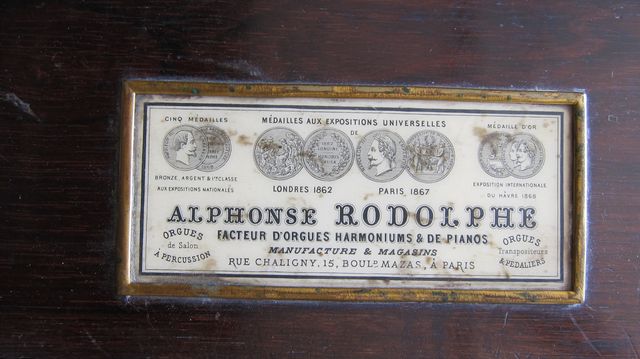 CINQ MÉDAILLES
MÉDAILLES AUX EXPOSITIONS UNIVERSELLES
DE
MÉDAILLE D'OR
BRONZE, ARGENT & 1RE CLASSE
AUX EXPOSITIONS NATIONALES
LONDRES 1862
PARIS, 1867
EXPOSITION INTERNATIONALE
DU HÂVRE 1868
ALPHONSE RODOLPHE
FACTEUR D'ORGUES HARMONIUMS & DE PIANOS
MANUFACTURE & MAGASINS
RUE CHALIGNY, 15, BOULD MAZAS, A PARIS
ORGUES
de Salon
A PERCUSSION
ORGUES
Transpositeurs
& PEDALIERS